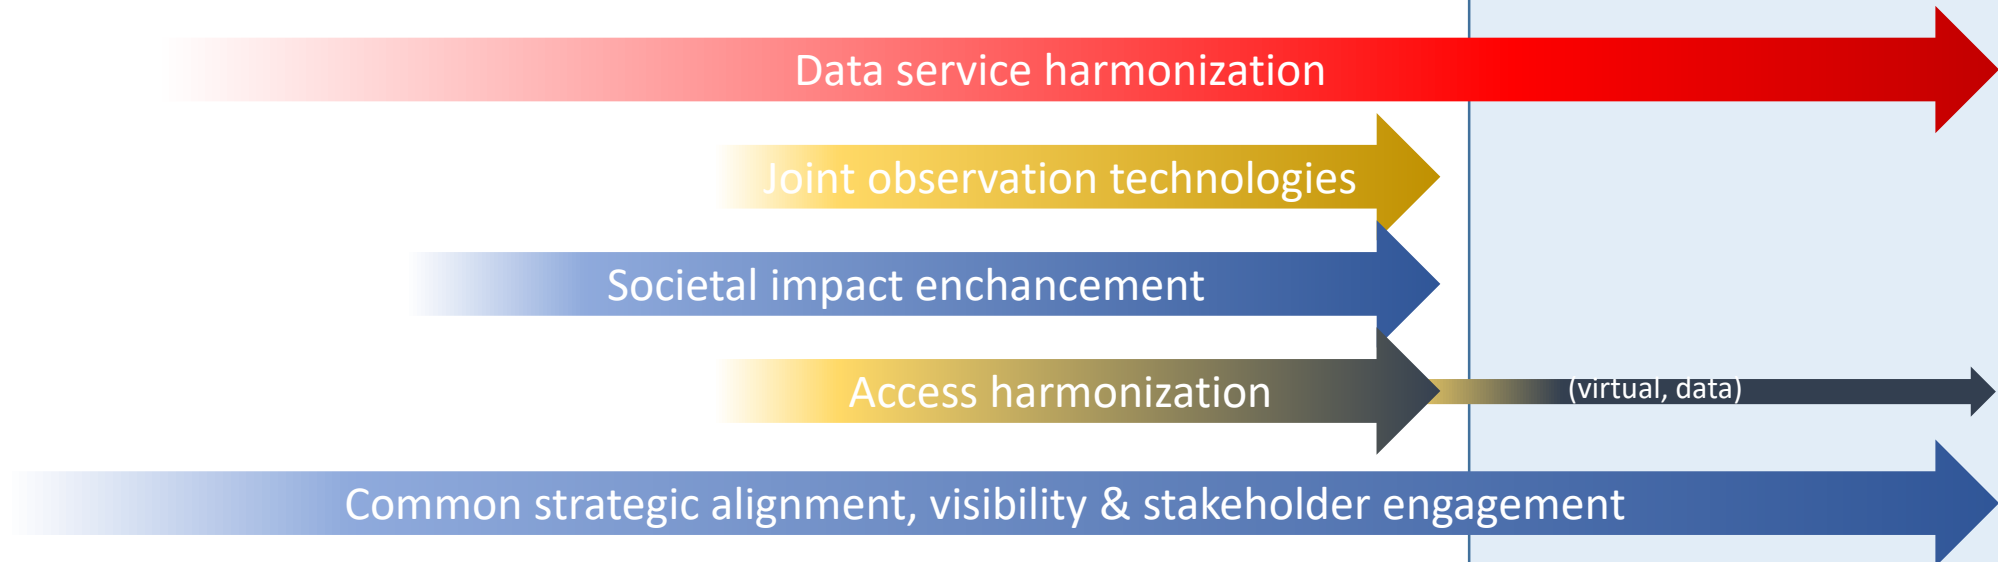 Data service harmonization
Joint observation technologies
Societal impact enchancement
Access harmonization
(virtual, data)
Common strategic alignment, visibility & stakeholder engagement